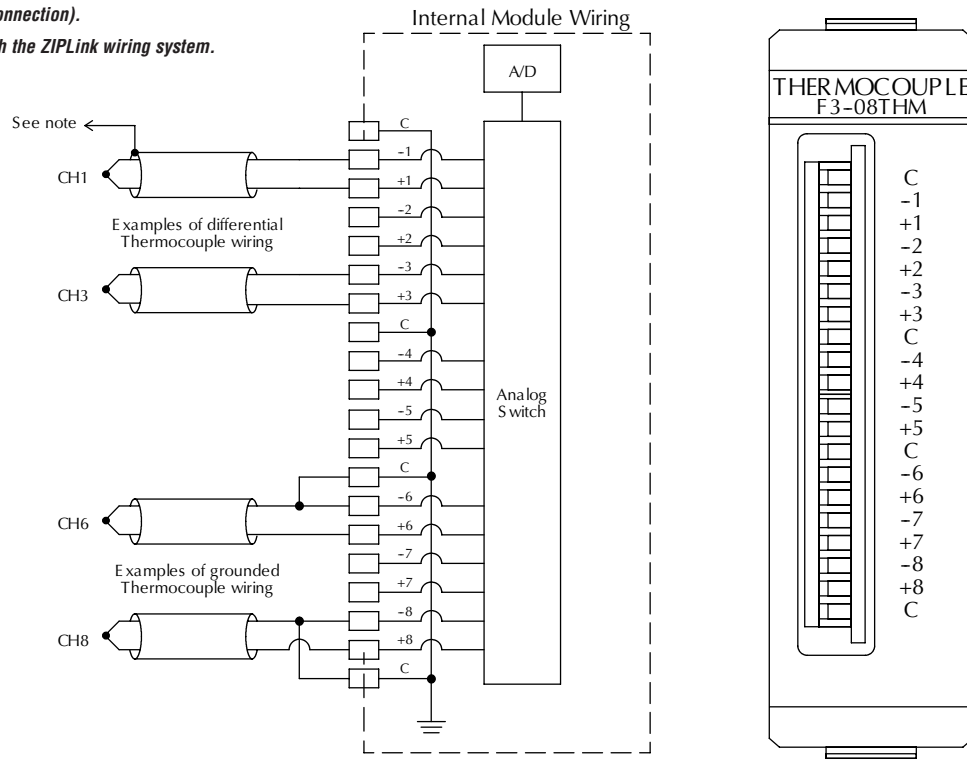 onnection).
h the ZIPLink wiring system.
Internal Module Wiring
A/D
See note
CH1
Examples of differential
Thermocouple wiring
CH3
CH6
Examples of grounded
Thermocouple wiring
CH8
C
-1
+1
-2
+2
-3
+3
C
-4
+4
-5
+5
C
-6
+6
-7
+7
-8
+8
C
Analog
Switch
THERMOCOUPLE
F3-08THM
C
-1
+1
-2
+2
-3
+3
C
-4
+4
-5
+5
C
-6
+6
-7
+7
-8
+8
C